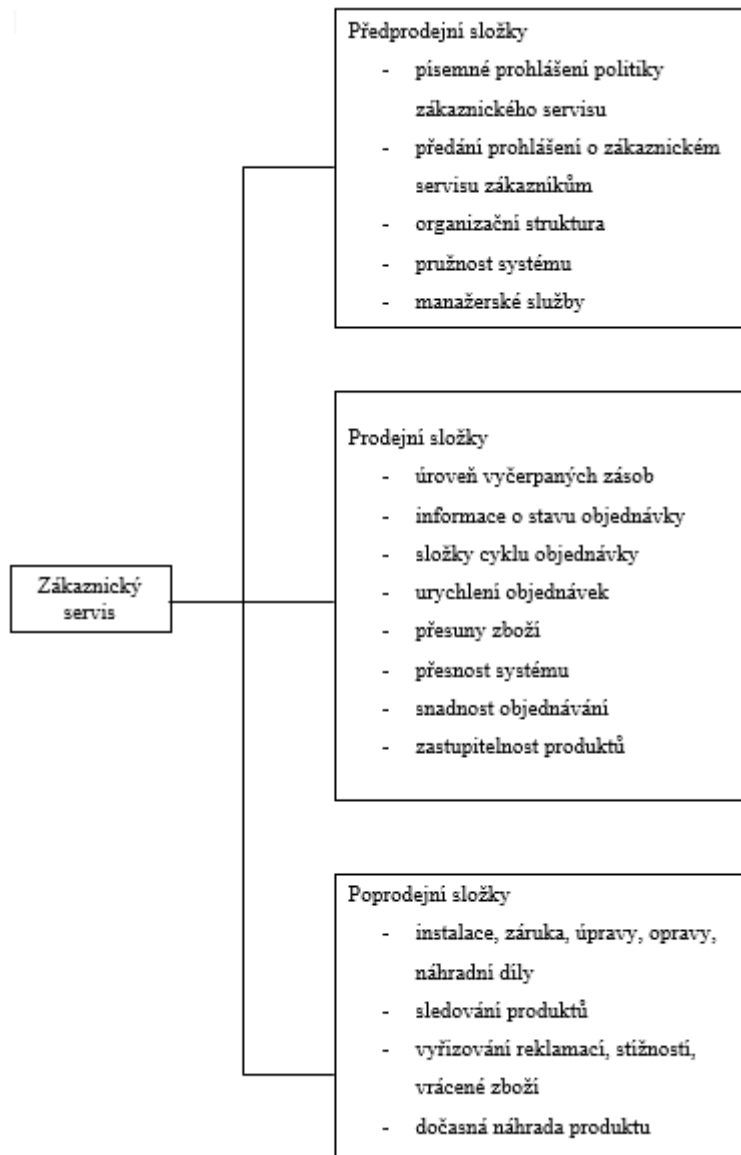 Předprodejní složky
- písemné prohlášení politiky
zákaznického servisu
- předání prohlášení o zákaznickém
servisu zákazníkům
- organizační struktura
- pružnost systému
- manažerské služby
Prodejní složky
- úroveň vyčerpaných zásob
- informace o stavu objednávky
- složky cyklu objednávky
- urychlení objednávek
- přesuny zboží
- přesnost systému
- snadnost objednávání
- zastupitelnost produktů
Zákaznický
servis
Poprodejní složky
- instalace, záruka, úpravy, opravy,
náhradní díly
- sledování produktů
- vyřizování reklamací, stížností,
vrácené zboží
- dočasná náhrada produktu